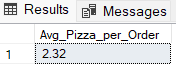 Results Messages
Avg_Pizza_per_Order
1 2.32